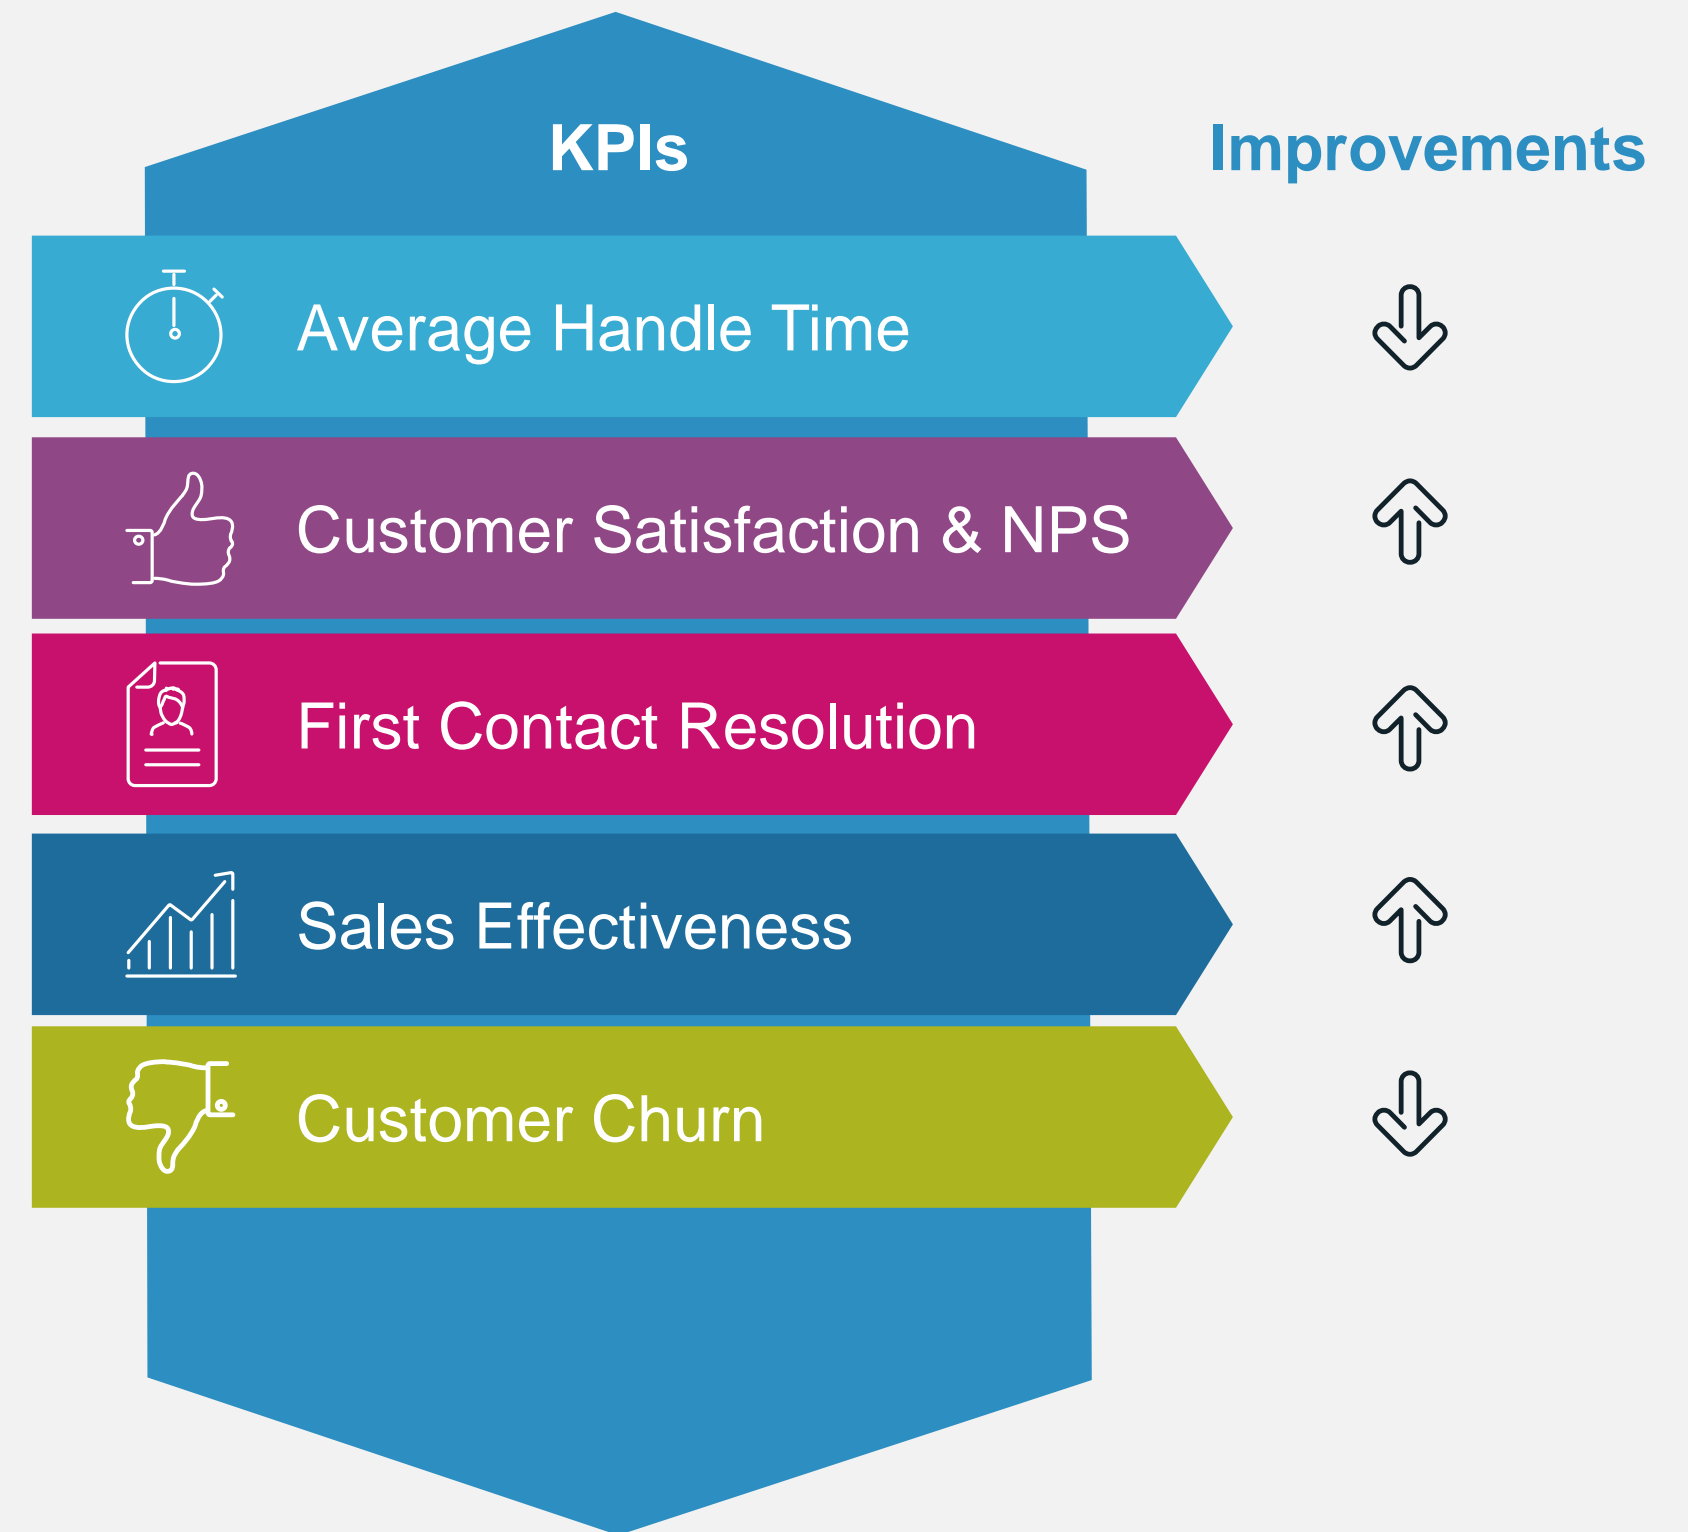 KPIs
Improvements
Average Handle Time
Customer Satisfaction & NPS
First Contact Resolution
Sales Effectiveness
Customer Churn